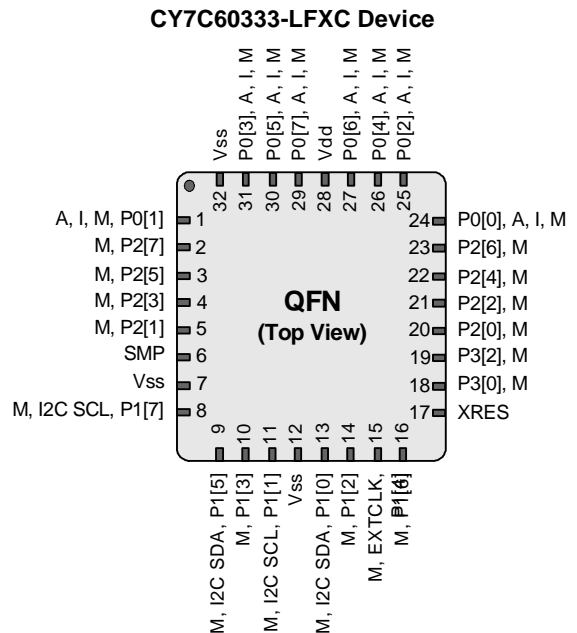 CY7C60333-LFXC Device
Vss
P0[3], A, I, M
P0[5], A, I, M
P0[7], A, I, M
Vdd
P0[6], A, I, M
P0[4], A, I, M
P0[2], A, I, M
32
31
30
29
28
27
26
25
A, I, M, P0[1] 1
M, P2[7] 2
M, P2[5] 3
M, P2[3] 4
M, P2[1] 5
SMP 6
Vss 7
M, I2C SCL, P1[7] 8
QFN
(Top View)
24 P0[0], A, I, M
23 P2[6], M
22 P2[4], M
21 P2[2], M
20 P2[0], M
19 P3[2], M
18 P3[0], M
17 XRES
9
10
11
12
13
14
15
16
M, I2C SDA, P1[5]
M, P1[3]
M, I2C SCL, P1[1]
Vss
M, I2C SDA, P1[0]
M, P1[2]
M, EXTCLK,
P1[4]
M, P1[6]